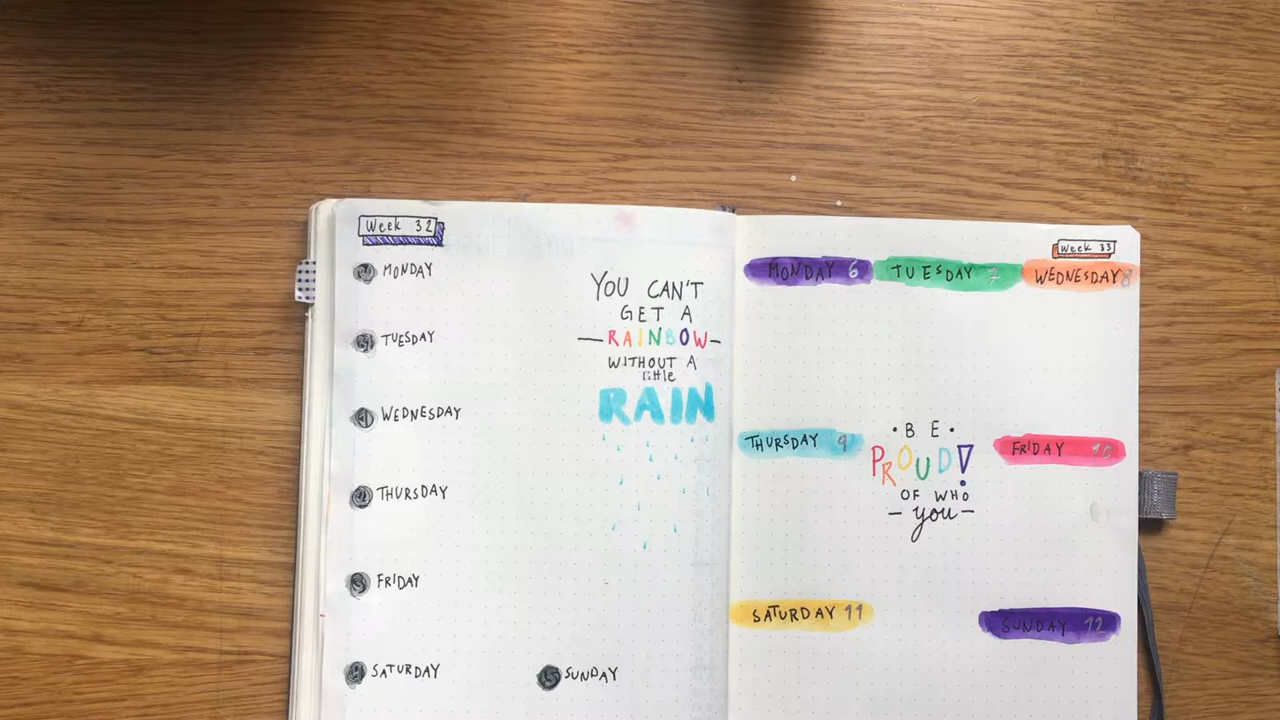 Week 32
MONDAY
TUESDAY
WEDNESDAY
THURSDAY
FRIDAY
SATURDAY
SUNDAY
YOU CAN'T
GET A
RAINBOW
WITHOUT A
little
RAIN
Week 33
MONDAY 6
TUESDAY 7
WEDNESDAY 8
THURSDAY 9
• BE •
PROUD!
OF WHO
- you -
FRIDAY 10
SATURDAY 11
SUNDAY 12